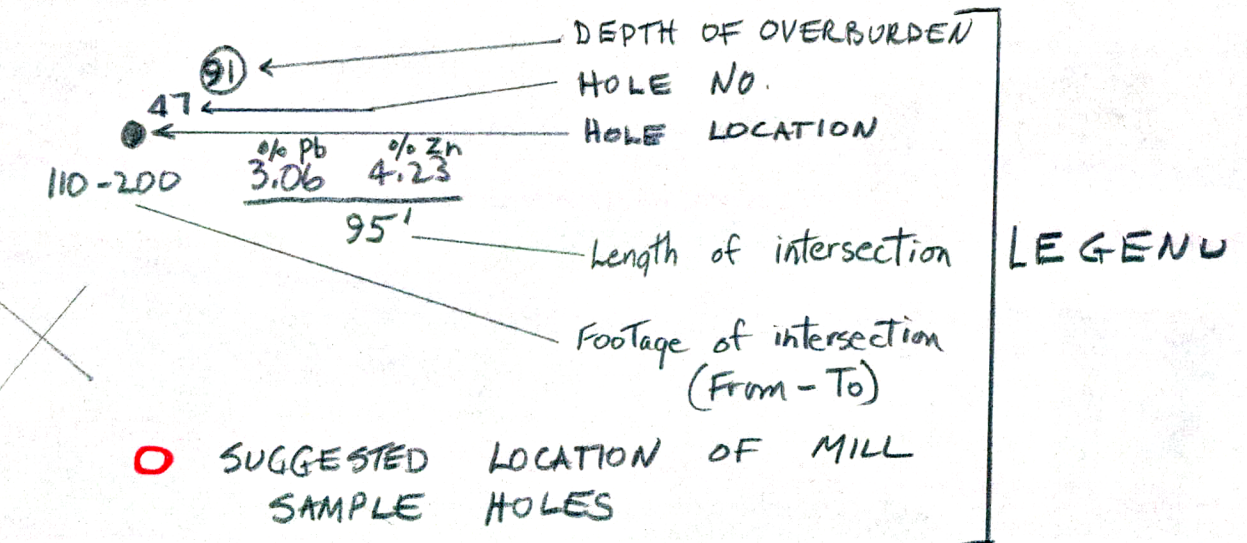 DEPTH OF OVERBURDEN
91
HOLE NO.
47
HOLE LOCATION
% Pb % Zn
110-200 3.06 4.23
95'
Length of intersection
LEGEND
Footage of intersection
(From - To)
SUGGESTED LOCATION OF MILL
SAMPLE HOLES